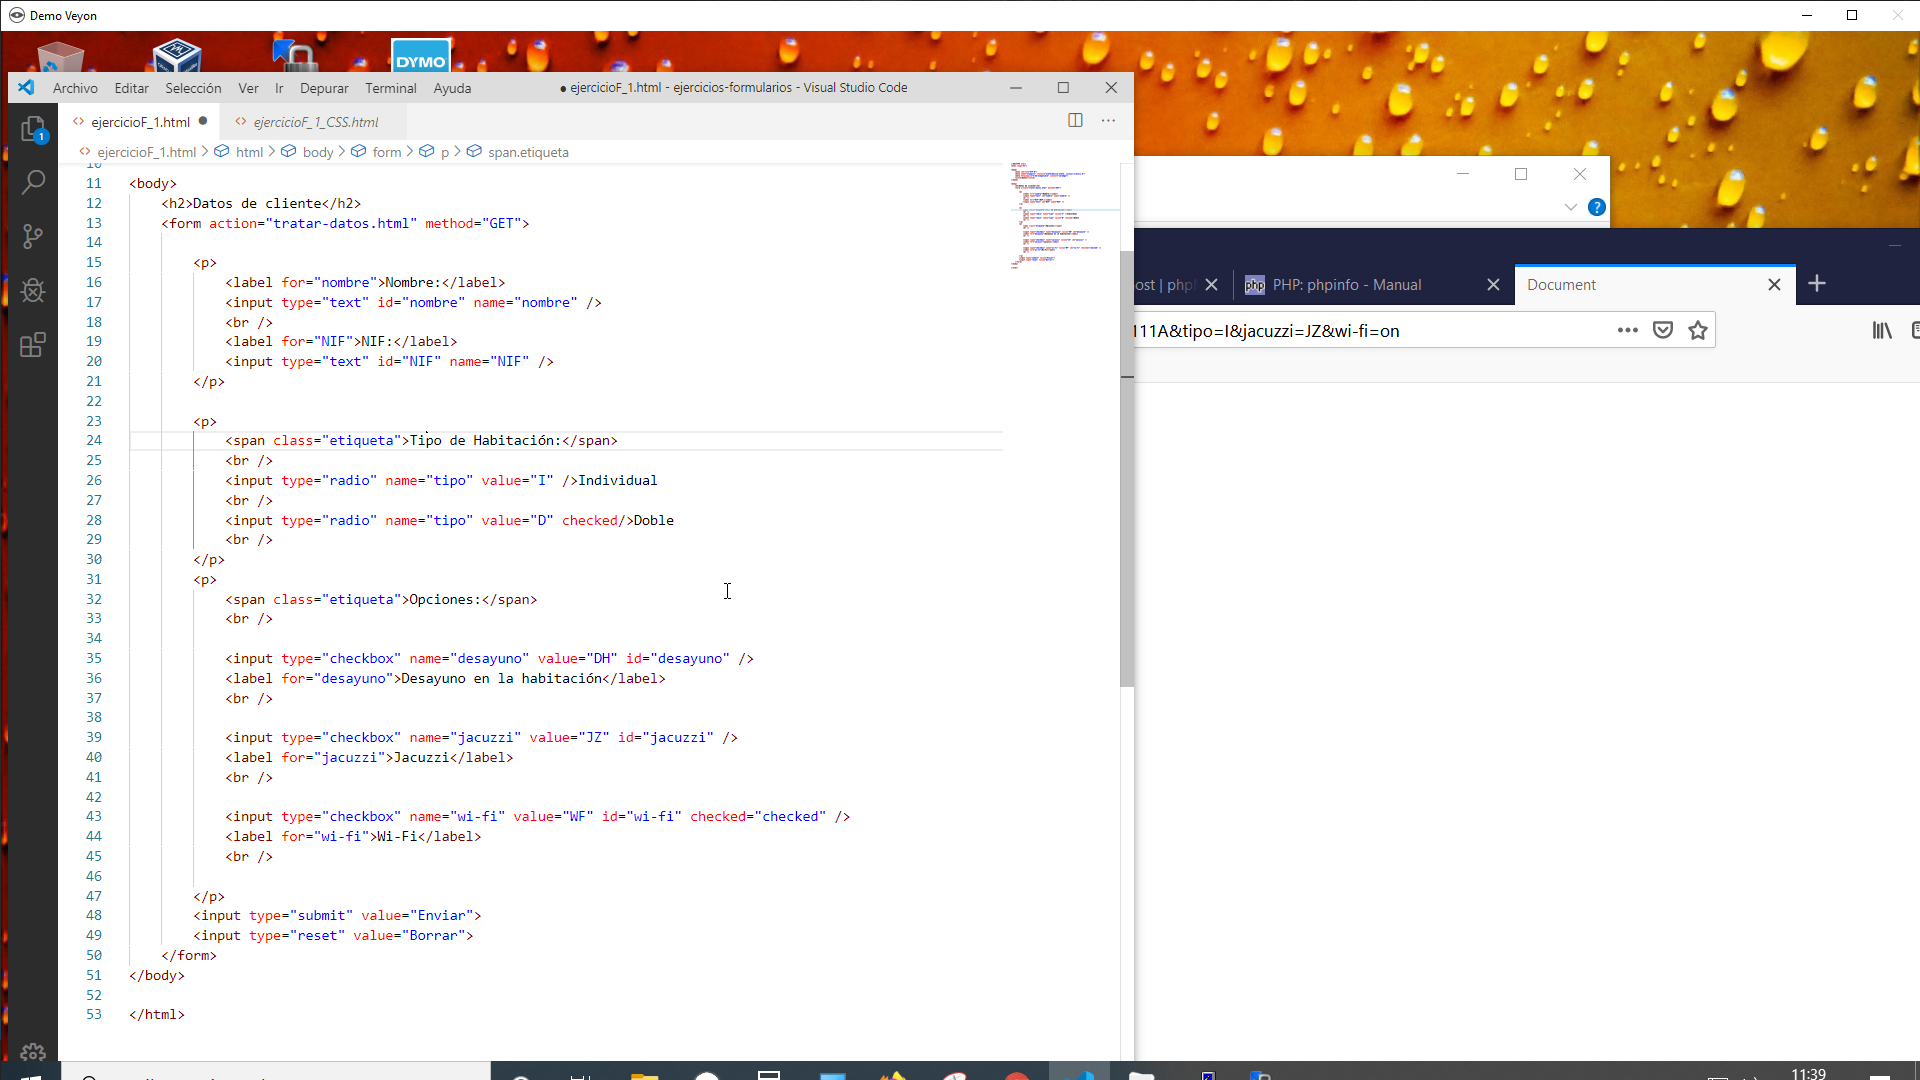 Demo Veyon
DYMO
Archivo Editar Selección Ver Ir Depurar Terminal Ayuda
● ejercicioF_1.html - ejercicios-formularios - Visual Studio Code
ejercicioF_1.html ●
ejercicioF_1_CSS.html
ejercicioF_1.html > html > body > form > p > span.etiqueta
10
11 <body>
12 <h2>Datos de cliente</h2>
13 <form action="tratar-datos.html" method="GET">
14
15 <p>
16 <label for="nombre">Nombre:</label>
17 <input type="text" id="nombre" name="nombre" />
18 <br />
19 <label for="NIF">NIF:</label>
20 <input type="text" id="NIF" name="NIF" />
21 </p>
22
23 <p>
24 <span class="etiqueta">Tipo de Habitación:</span>
25 <br />
26 <input type="radio" name="tipo" value="I" />Individual
27 <br />
28 <input type="radio" name="tipo" value="D" checked/>Doble
29 <br />
30 </p>
31 <p>
32 <span class="etiqueta">Opciones:</span>
33 <br />
34
35 <input type="checkbox" name="desayuno" value="DH" id="desayuno" />
36 <label for="desayuno">Desayuno en la habitación</label>
37 <br />
38
39 <input type="checkbox" name="jacuzzi" value="JZ" id="jacuzzi" />
40 <label for="jacuzzi">Jacuzzi</label>
41 <br />
42
43 <input type="checkbox" name="wi-fi" value="WF" id="wi-fi" checked="checked" />
44 <label for="wi-fi">Wi-Fi</label>
45 <br />
46
47 </p>
48 <input type="submit" value="Enviar">
49 <input type="reset" value="Borrar">
50 </form>
51 </body>
52
53 </html>
1
?
ost | php
php PHP: phpinfo - Manual
Document
111A&tipo=I&jacuzzi=JZ&wi-fi=on
11:39